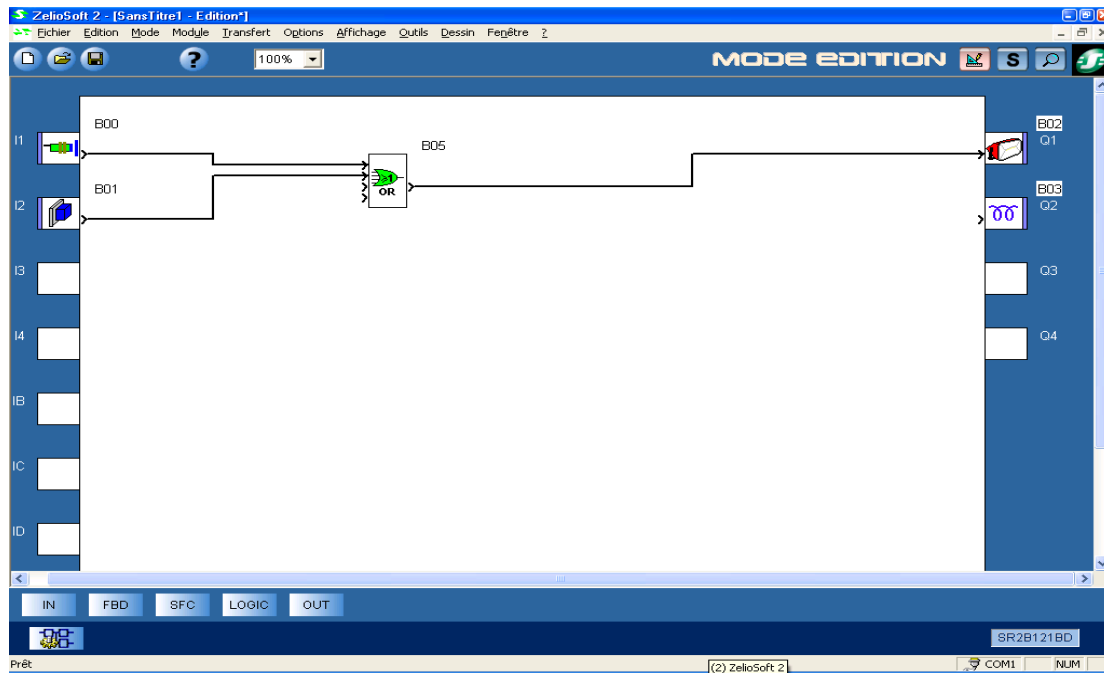 ZelioSoft 2 - [SansTitre1 - Edition*]
Fichier Edition Mode Module Transfert Options Affichage Outils Dessin Fenêtre ?
100% MODE EDITION S
B00 B02
I1 B05 Q1
≥1
OR
B01 B03
I2 Q2
I3 Q3
I4 Q4
IB
IC
ID
IN FBD SFC LOGIC OUT
SR2B121BD
Prêt (2) ZelioSoft 2 COM1 NUM